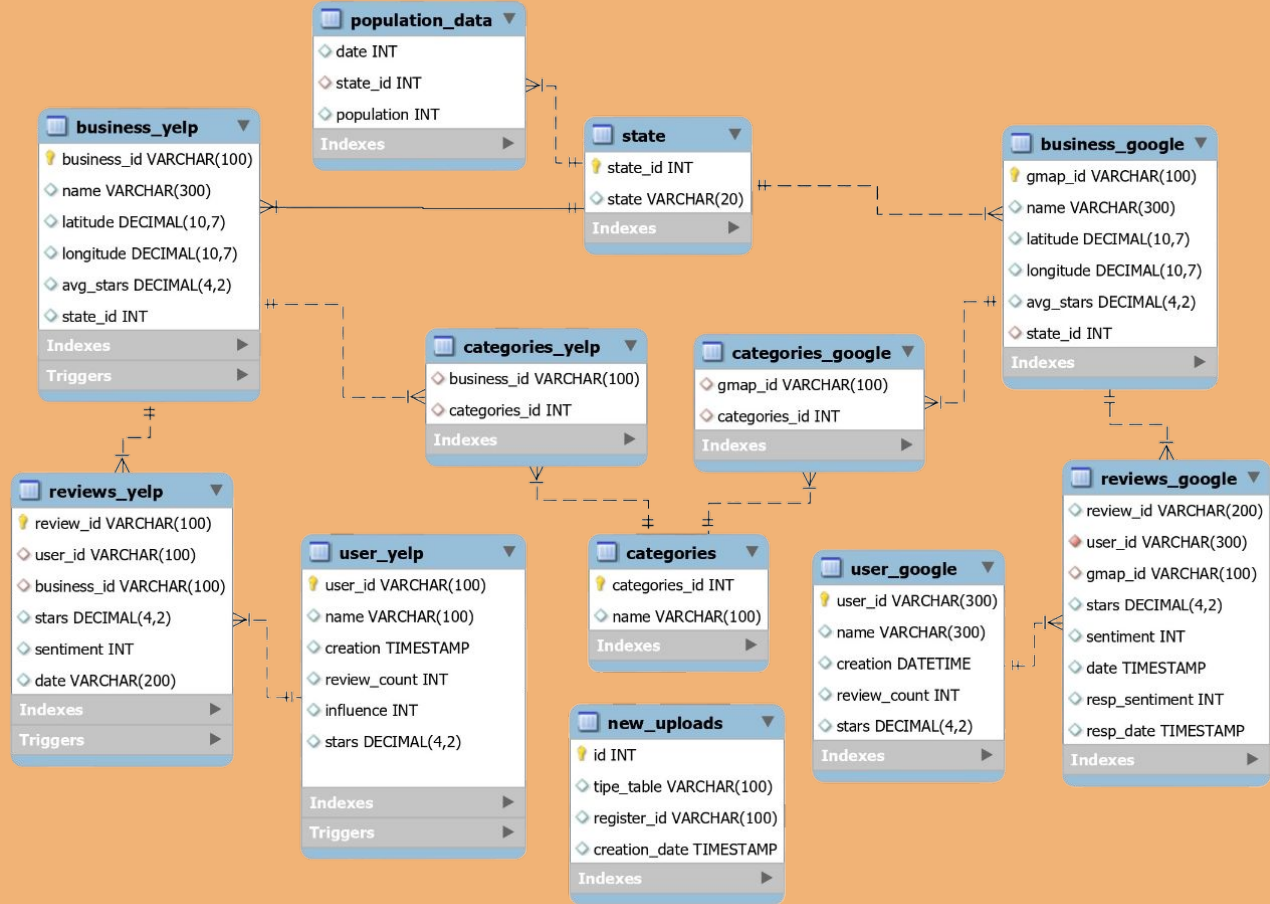 population_data
date INT
state_id INT
population INT
Indexes
business_yelp
business_id VARCHAR(100)
name VARCHAR(300)
latitude DECIMAL(10,7)
longitude DECIMAL(10,7)
avg_stars DECIMAL(4,2)
state_id INT
Indexes
Triggers
state
state_id INT
state VARCHAR(20)
Indexes
business_google
gmap_id VARCHAR(100)
name VARCHAR(300)
latitude DECIMAL(10,7)
longitude DECIMAL(10,7)
avg_stars DECIMAL(4,2)
state_id INT
Indexes
categories_yelp
business_id VARCHAR(100)
categories_id INT
Indexes
categories_google
gmap_id VARCHAR(100)
categories_id INT
Indexes
reviews_yelp
review_id VARCHAR(100)
user_id VARCHAR(100)
business_id VARCHAR(100)
stars DECIMAL(4,2)
sentiment INT
date VARCHAR(200)
Indexes
Triggers
user_yelp
user_id VARCHAR(100)
name VARCHAR(100)
creation TIMESTAMP
review_count INT
influence INT
stars DECIMAL(4,2)
Indexes
Triggers
categories
categories_id INT
name VARCHAR(100)
Indexes
user_google
user_id VARCHAR(300)
name VARCHAR(300)
creation DATETIME
review_count INT
stars DECIMAL(4,2)
Indexes
reviews_google
review_id VARCHAR(200)
user_id VARCHAR(300)
gmap_id VARCHAR(100)
stars DECIMAL(4,2)
sentiment INT
date TIMESTAMP
resp_sentiment INT
resp_date TIMESTAMP
Indexes
new_uploads
id INT
tipe_table VARCHAR(100)
register_id VARCHAR(100)
creation_date TIMESTAMP
Indexes